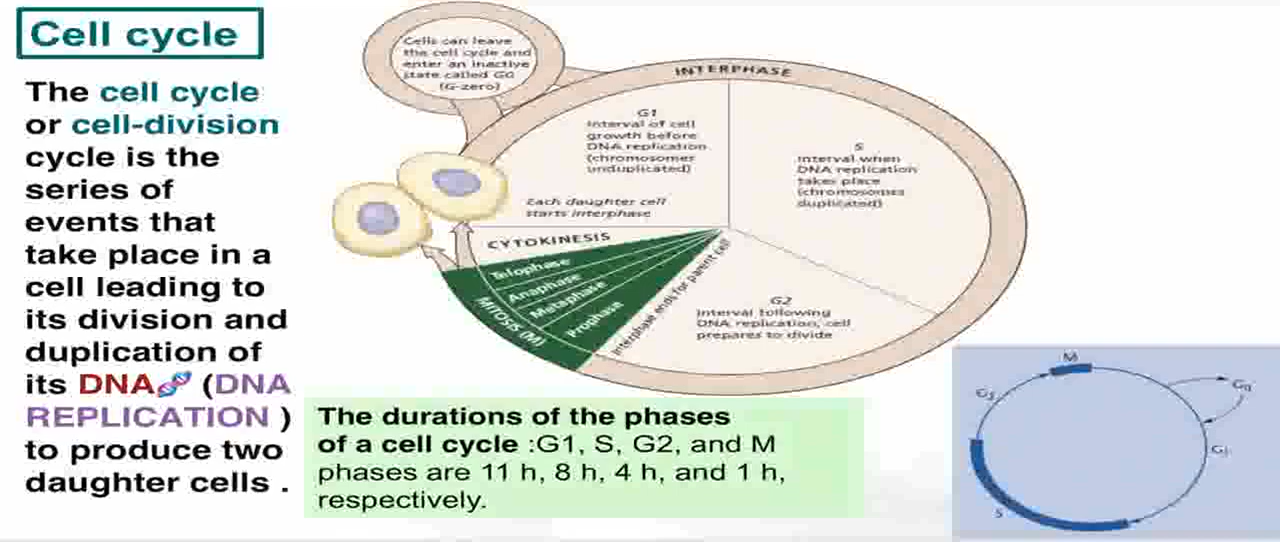 Cell cycle
The cell cycle
or cell-division
cycle is the
series of
events that
take place in a
cell leading to
its division and
duplication of
its DNA🧬 (DNA
REPLICATION )
to produce two
daughter cells .
Cells can leave
the cell cycle and
enter an inactive
state called G0
(G-zero)
INTERPHASE
G1
Interval of cell
growth before
DNA replication
(chromosomes
unduplicated)
S
Interval when
DNA replication
takes place
(chromosomes
duplicated)
Each daughter cell
starts interphase
CYTOKINESIS
Telophase
Anaphase
Metaphase
Prophase
MITOSIS (M)
Interphase ends for parent cell
G2
Interval following
DNA replication, cell
prepares to divide
The durations of the phases
of a cell cycle :G1, S, G2, and M
phases are 11 h, 8 h, 4 h, and 1 h,
respectively.
M
G0
G1
S